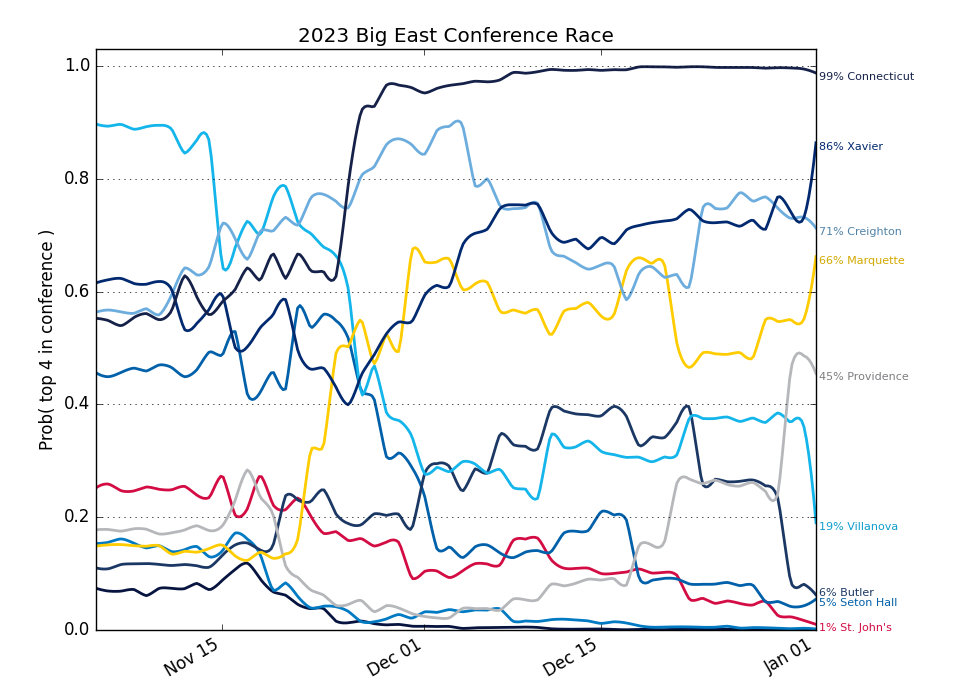 2023 Big East Conference Race
Prob( top 4 in conference )
1.0
0.8
0.6
0.4
0.2
0.0
99% Connecticut
86% Xavier
71% Creighton
66% Marquette
45% Providence
19% Villanova
6% Butler
5% Seton Hall
1% St. John's
Nov 15
Dec 01
Dec 15
Jan 01